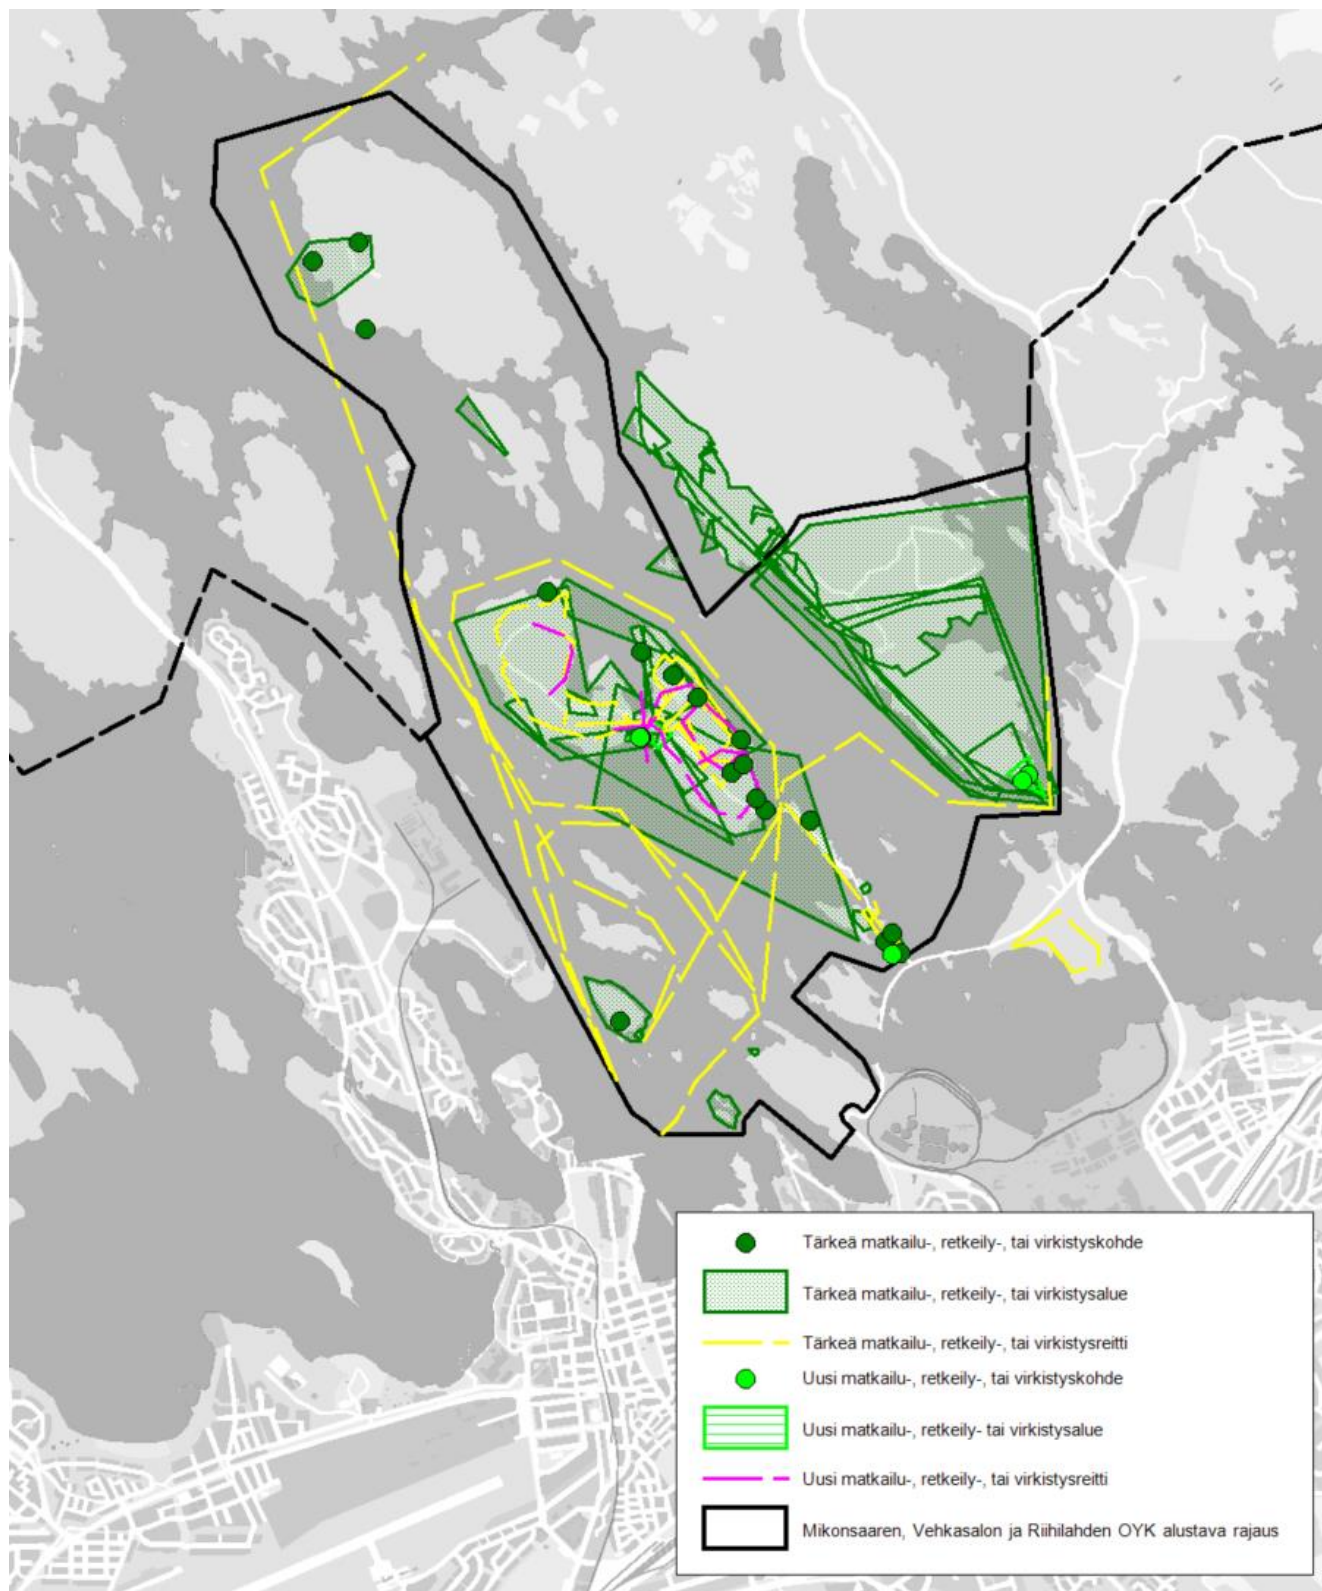 Tärkeä matkailu-, retkeily-, tai virkistyskohde
Tärkeä matkailu-, retkeily-, tai virkistysalue
Tärkeä matkailu-, retkeily-, tai virkistysreitti
Uusi matkailu-, retkeily-, tai virkistyskohde
Uusi matkailu-, retkeily- tai virkistysalue
Uusi matkailu-, retkeily-, tai virkistysreitti
Mikonsaaren, Vehkasalon ja Riihilahden OYK alustava rajaus